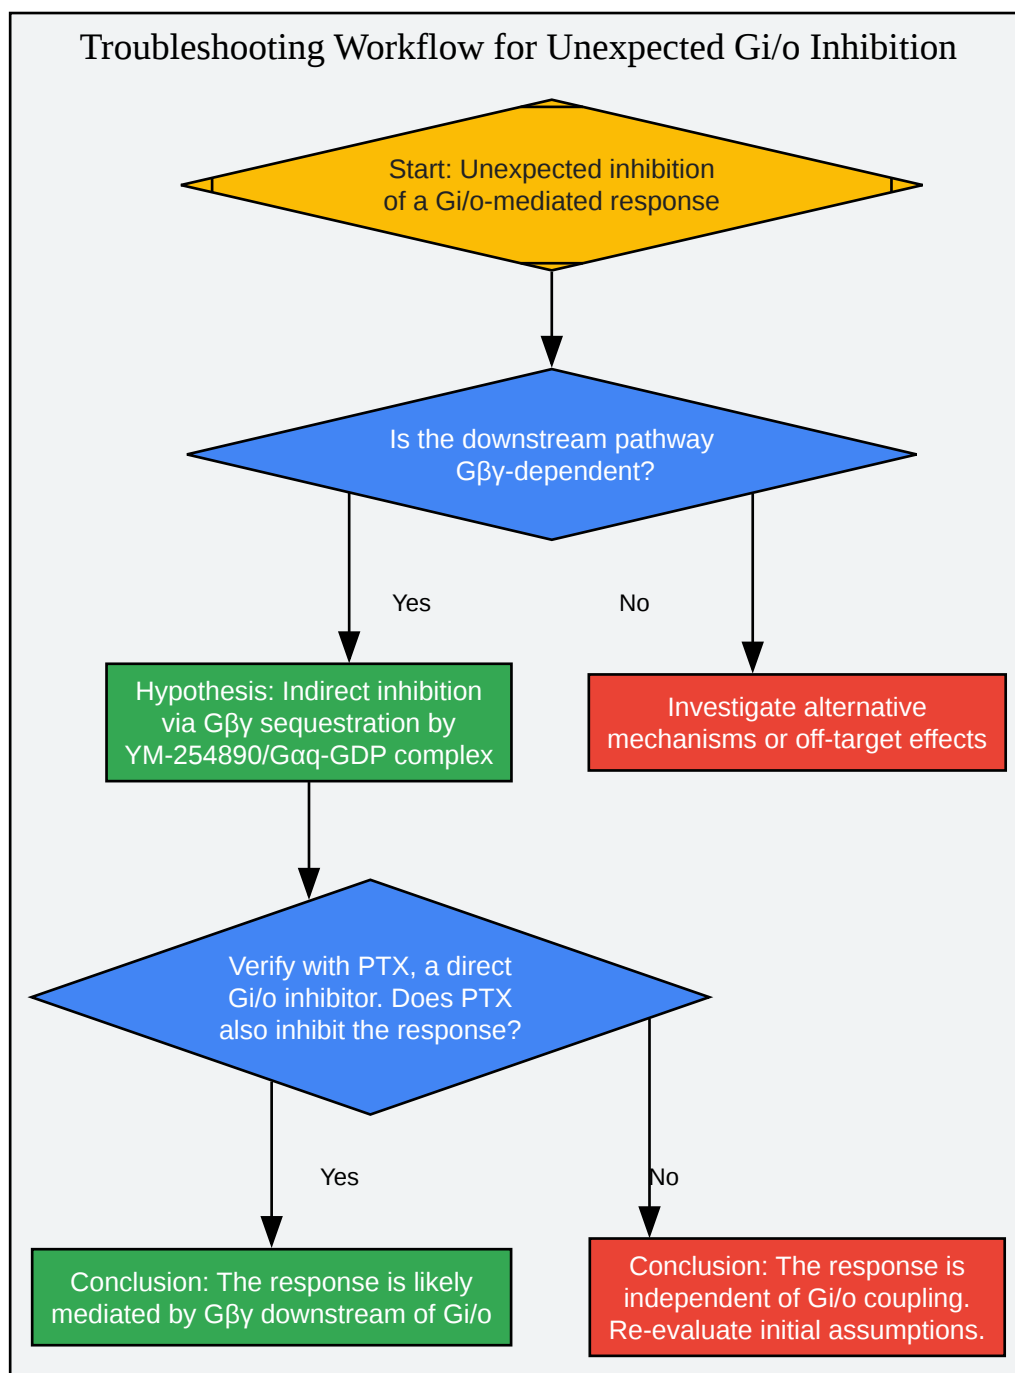 Troubleshooting Workflow for Unexpected Gi/o Inhibition
Start: Unexpected inhibition
of a Gi/o-mediated response
Is the downstream pathway
Gβγ-dependent?
Yes
No
Hypothesis: Indirect inhibition
via Gβγ sequestration by
YM-254890/Gαq-GDP complex
Investigate alternative
mechanisms or off-target effects
Verify with PTX, a direct
Gi/o inhibitor. Does PTX
also inhibit the response?
Yes
No
Conclusion: The response is likely
mediated by Gβγ downstream of Gi/o
Conclusion: The response is
independent of Gi/o coupling.
Re-evaluate initial assumptions.